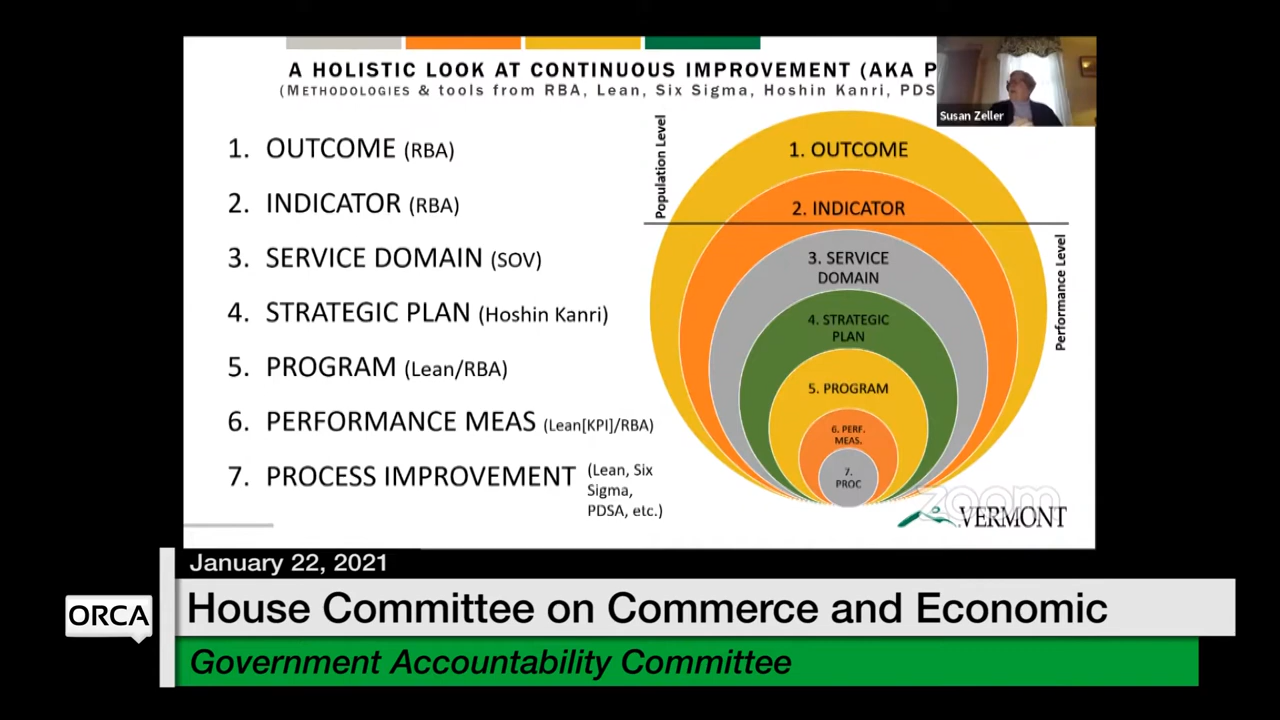 A HOLISTIC LOOK AT CONTINUOUS IMPROVEMENT (AKA P
(METHODOLOGIES & tools from RBA, Lean, Six Sigma, Hoshin Kanri, PDS
Susan Zeller
1. OUTCOME (RBA)
2. INDICATOR (RBA)
3. SERVICE DOMAIN (SOV)
4. STRATEGIC PLAN (Hoshin Kanri)
5. PROGRAM (Lean/RBA)
6. PERFORMANCE MEAS (Lean[KPI]/RBA)
7. PROCESS IMPROVEMENT (Lean, Six
Sigma,
PDSA, etc.)
Population Level
Performance Level
1. OUTCOME
2. INDICATOR
3. SERVICE
DOMAIN
4. STRATEGIC
PLAN
5. PROGRAM
6. PERF.
MEAS.
7.
PROC
zoom
VERMONT
January 22, 2021
ORCA
House Committee on Commerce and Economic
Government Accountability Committee